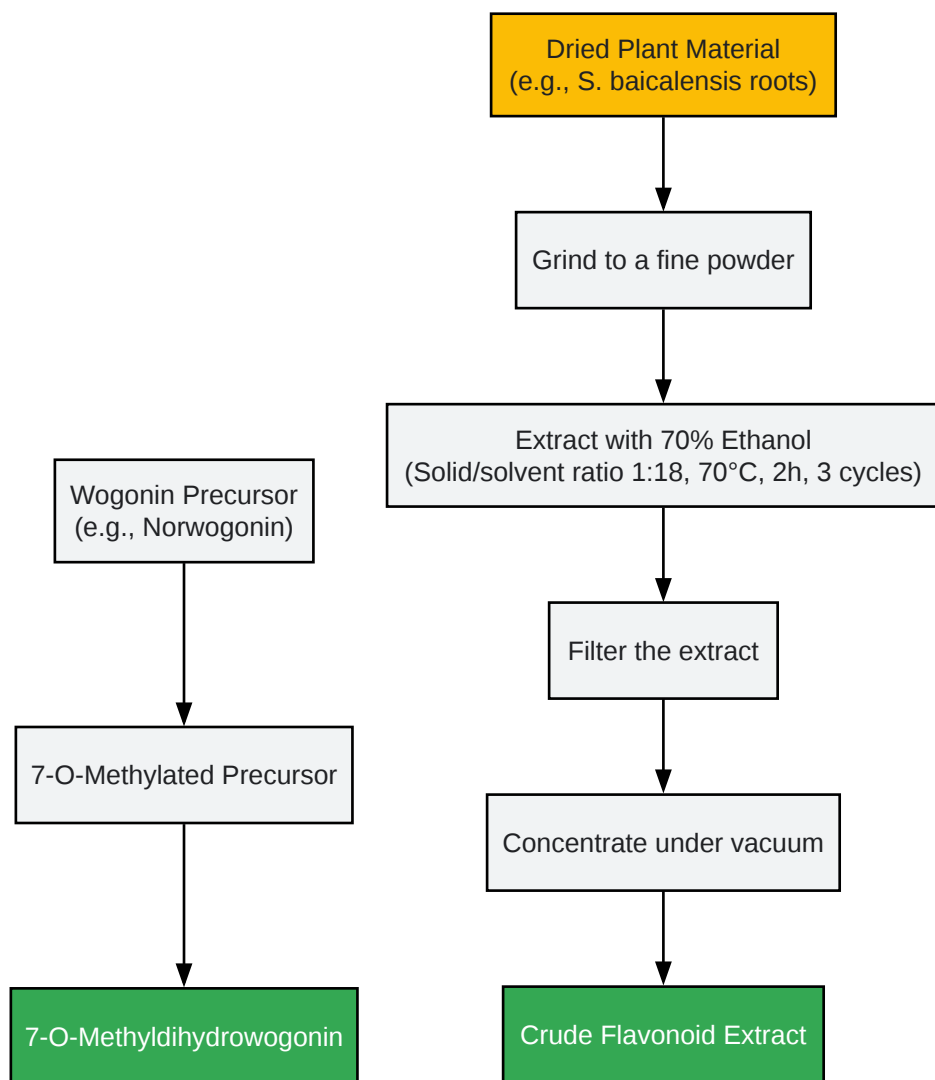 Dried Plant Material
(e.g., S. baicalensis roots)
Grind to a fine powder
Extract with 70% Ethanol
(Solid/solvent ratio 1:18, 70°C, 2h, 3 cycles)
Wogonin Precursor
(e.g., Norwogonin)
Filter the extract
7-O-Methylated Precursor
Concentrate under vacuum
7-O-Methyldihydrowogonin
Crude Flavonoid Extract